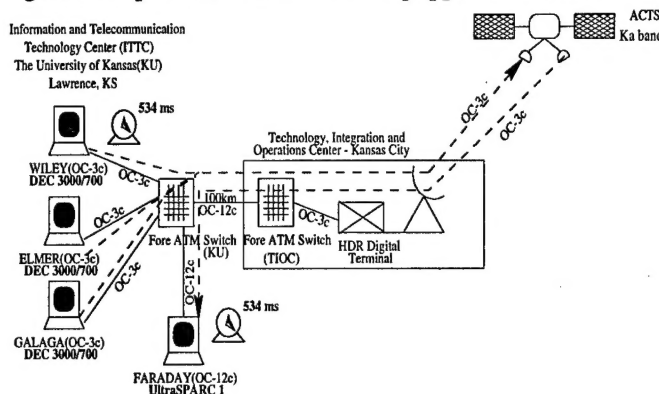 ACTS
Ka band
Information and Telecommunication
Technology Center (ITTC)
The University of Kansas(KU)
Lawrence, KS
534 ms
OC-3c
OC-3c
Technology, Integration and
Operations Center - Kansas City
WILEY(OC-3c)
DEC 3000/700
OC-3c
100km
OC-12c
OC-3c
OC-3c
Fore ATM Switch
(KU)
Fore ATM Switch
(TIOC)
HDR Digital
Terminal
ELMER(OC-3c)
DEC 3000/700
OC-3c
OC-12c
534 ms
GALAGA(OC-3c)
DEC 3000/700
FARADAY(OC-12c)
UltraSPARC 1